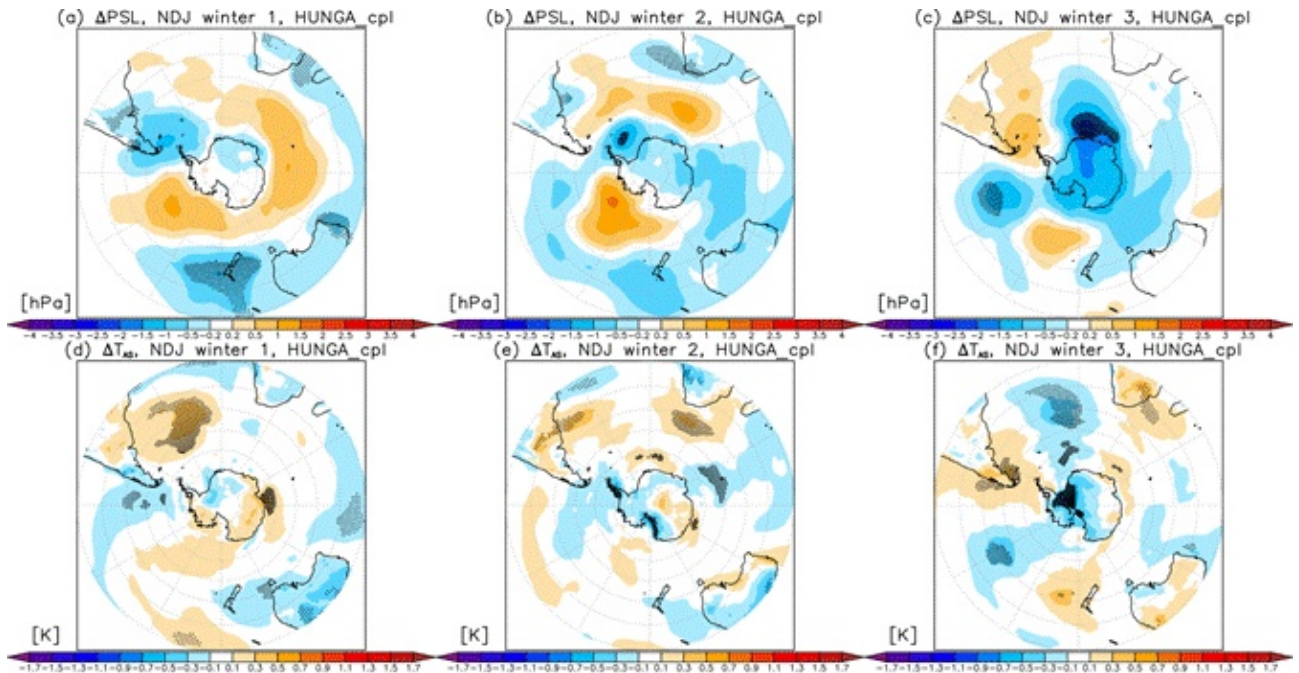 (a) ΔPSL, NDJ winter 1, HUNGA_cpl
(b) ΔPSL, NDJ winter 2, HUNGA_cpl
(c) ΔPSL, NDJ winter 3, HUNGA_cpl
[hPa]
[hPa]
[hPa]
-4 -3.5 -3 -2.5 -2 -1.5 -1 -0.5 -0.2 0.2 0.5 1 1.5 2 2.5 3 3.5 4
-4 -3.5 -3 -2.5 -2 -1.5 -1 -0.5 -0.2 0.2 0.5 1 1.5 2 2.5 3 3.5 4
-4 -3.5 -3 -2.5 -2 -1.5 -1 -0.5 -0.2 0.2 0.5 1 1.5 2 2.5 3 3.5 4
(d) ΔT, NDJ winter 1, HUNGA_cpl
(e) ΔT, NDJ winter 2, HUNGA_cpl
(f) ΔT, NDJ winter 3, HUNGA_cpl
[K]
[K]
[K]
-1.7 -1.5 -1.3 -1.1 -0.9 -0.7 -0.5 -0.3 -0.1 0.1 0.3 0.5 0.7 0.9 1.1 1.3 1.5 1.7
-1.7 -1.5 -1.3 -1.1 -0.9 -0.7 -0.5 -0.3 -0.1 0.1 0.3 0.5 0.7 0.9 1.1 1.3 1.5 1.7
-1.7 -1.5 -1.3 -1.1 -0.9 -0.7 -0.5 -0.3 -0.1 0.1 0.3 0.5 0.7 0.9 1.1 1.3 1.5 1.7